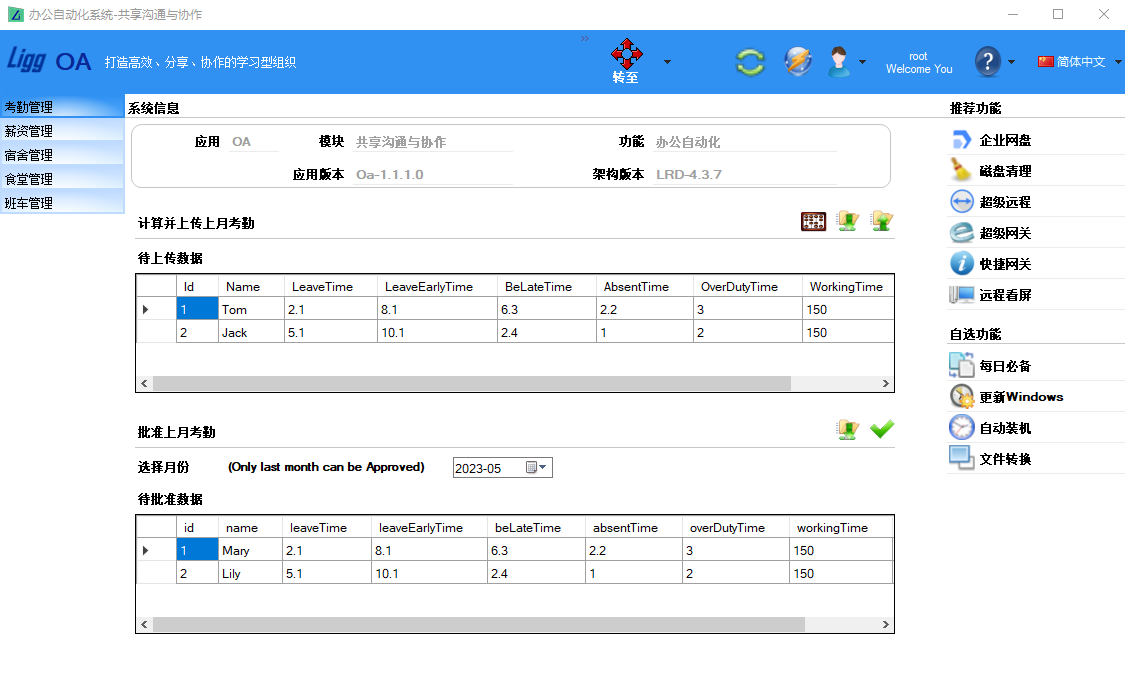 办公自动化系统-共享沟通与协作
Ligg OA 打造高效、分享、协作的学习型组织
»
转至
root
Welcome You
?
简体中文
考勤管理
薪资管理
宿舍管理
食堂管理
班车管理
系统信息
应用 OA 模块 共享沟通与协作 功能 办公自动化
应用版本 Oa-1.1.1.0 架构版本 LRD-4.3.7
计算并上传上月考勤
待上传数据
Id Name LeaveTime LeaveEarlyTime BeLateTime AbsentTime OverDutyTime WorkingTime
1 Tom 2.1 8.1 6.3 2.2 3 150
2 Jack 5.1 10.1 2.4 1 2 150
批准上月考勤
选择月份 (Only last month can be Approved) 2023-05
待批准数据
id name leaveTime leaveEarlyTime beLateTime absentTime overDutyTime workingTime
1 Mary 2.1 8.1 6.3 2.2 3 150
2 Lily 5.1 10.1 2.4 1 2 150
推荐功能
企业网盘
磁盘清理
超级远程
超级网关
快捷网关
远程看屏
自选功能
每日必备
更新Windows
自动装机
文件转换